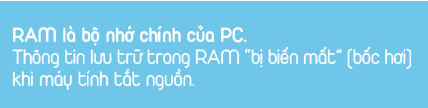 RAM là bộ nhớ chính của PC.
Thông tin lưu trữ trong RAM "bị biến mất" (bốc hơi)
khi máy tính tắt nguồn.